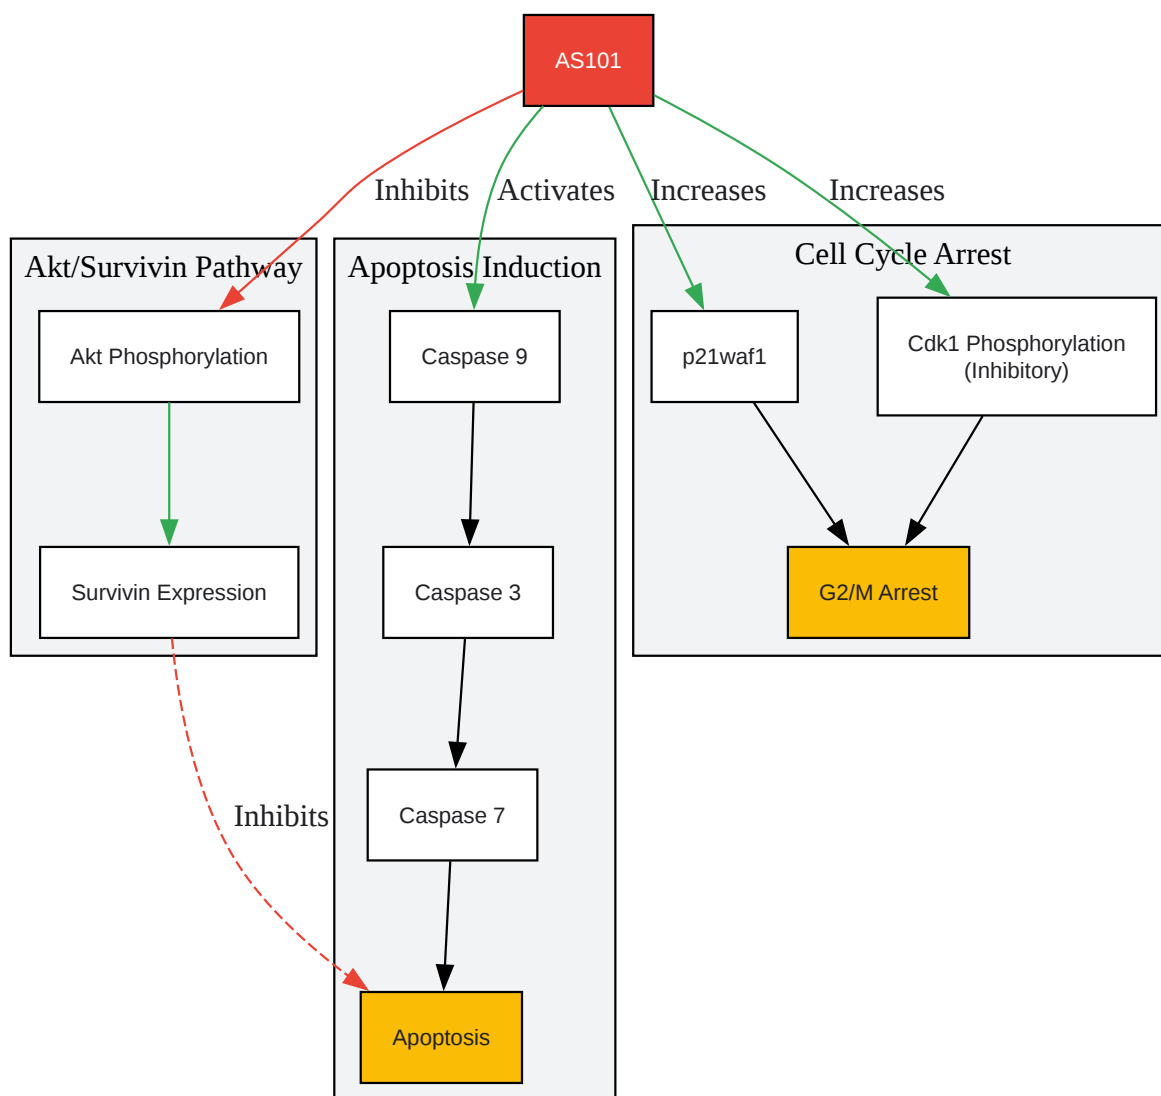 AS101
Inhibits
Activates
Increases
Increases
Akt/Survivin Pathway
Apoptosis Induction
Cell Cycle Arrest
Akt Phosphorylation
Caspase 9
p21waf1
Cdk1 Phosphorylation
(Inhibitory)
Survivin Expression
Caspase 3
G2/M Arrest
Inhibits
Caspase 7
Apoptosis